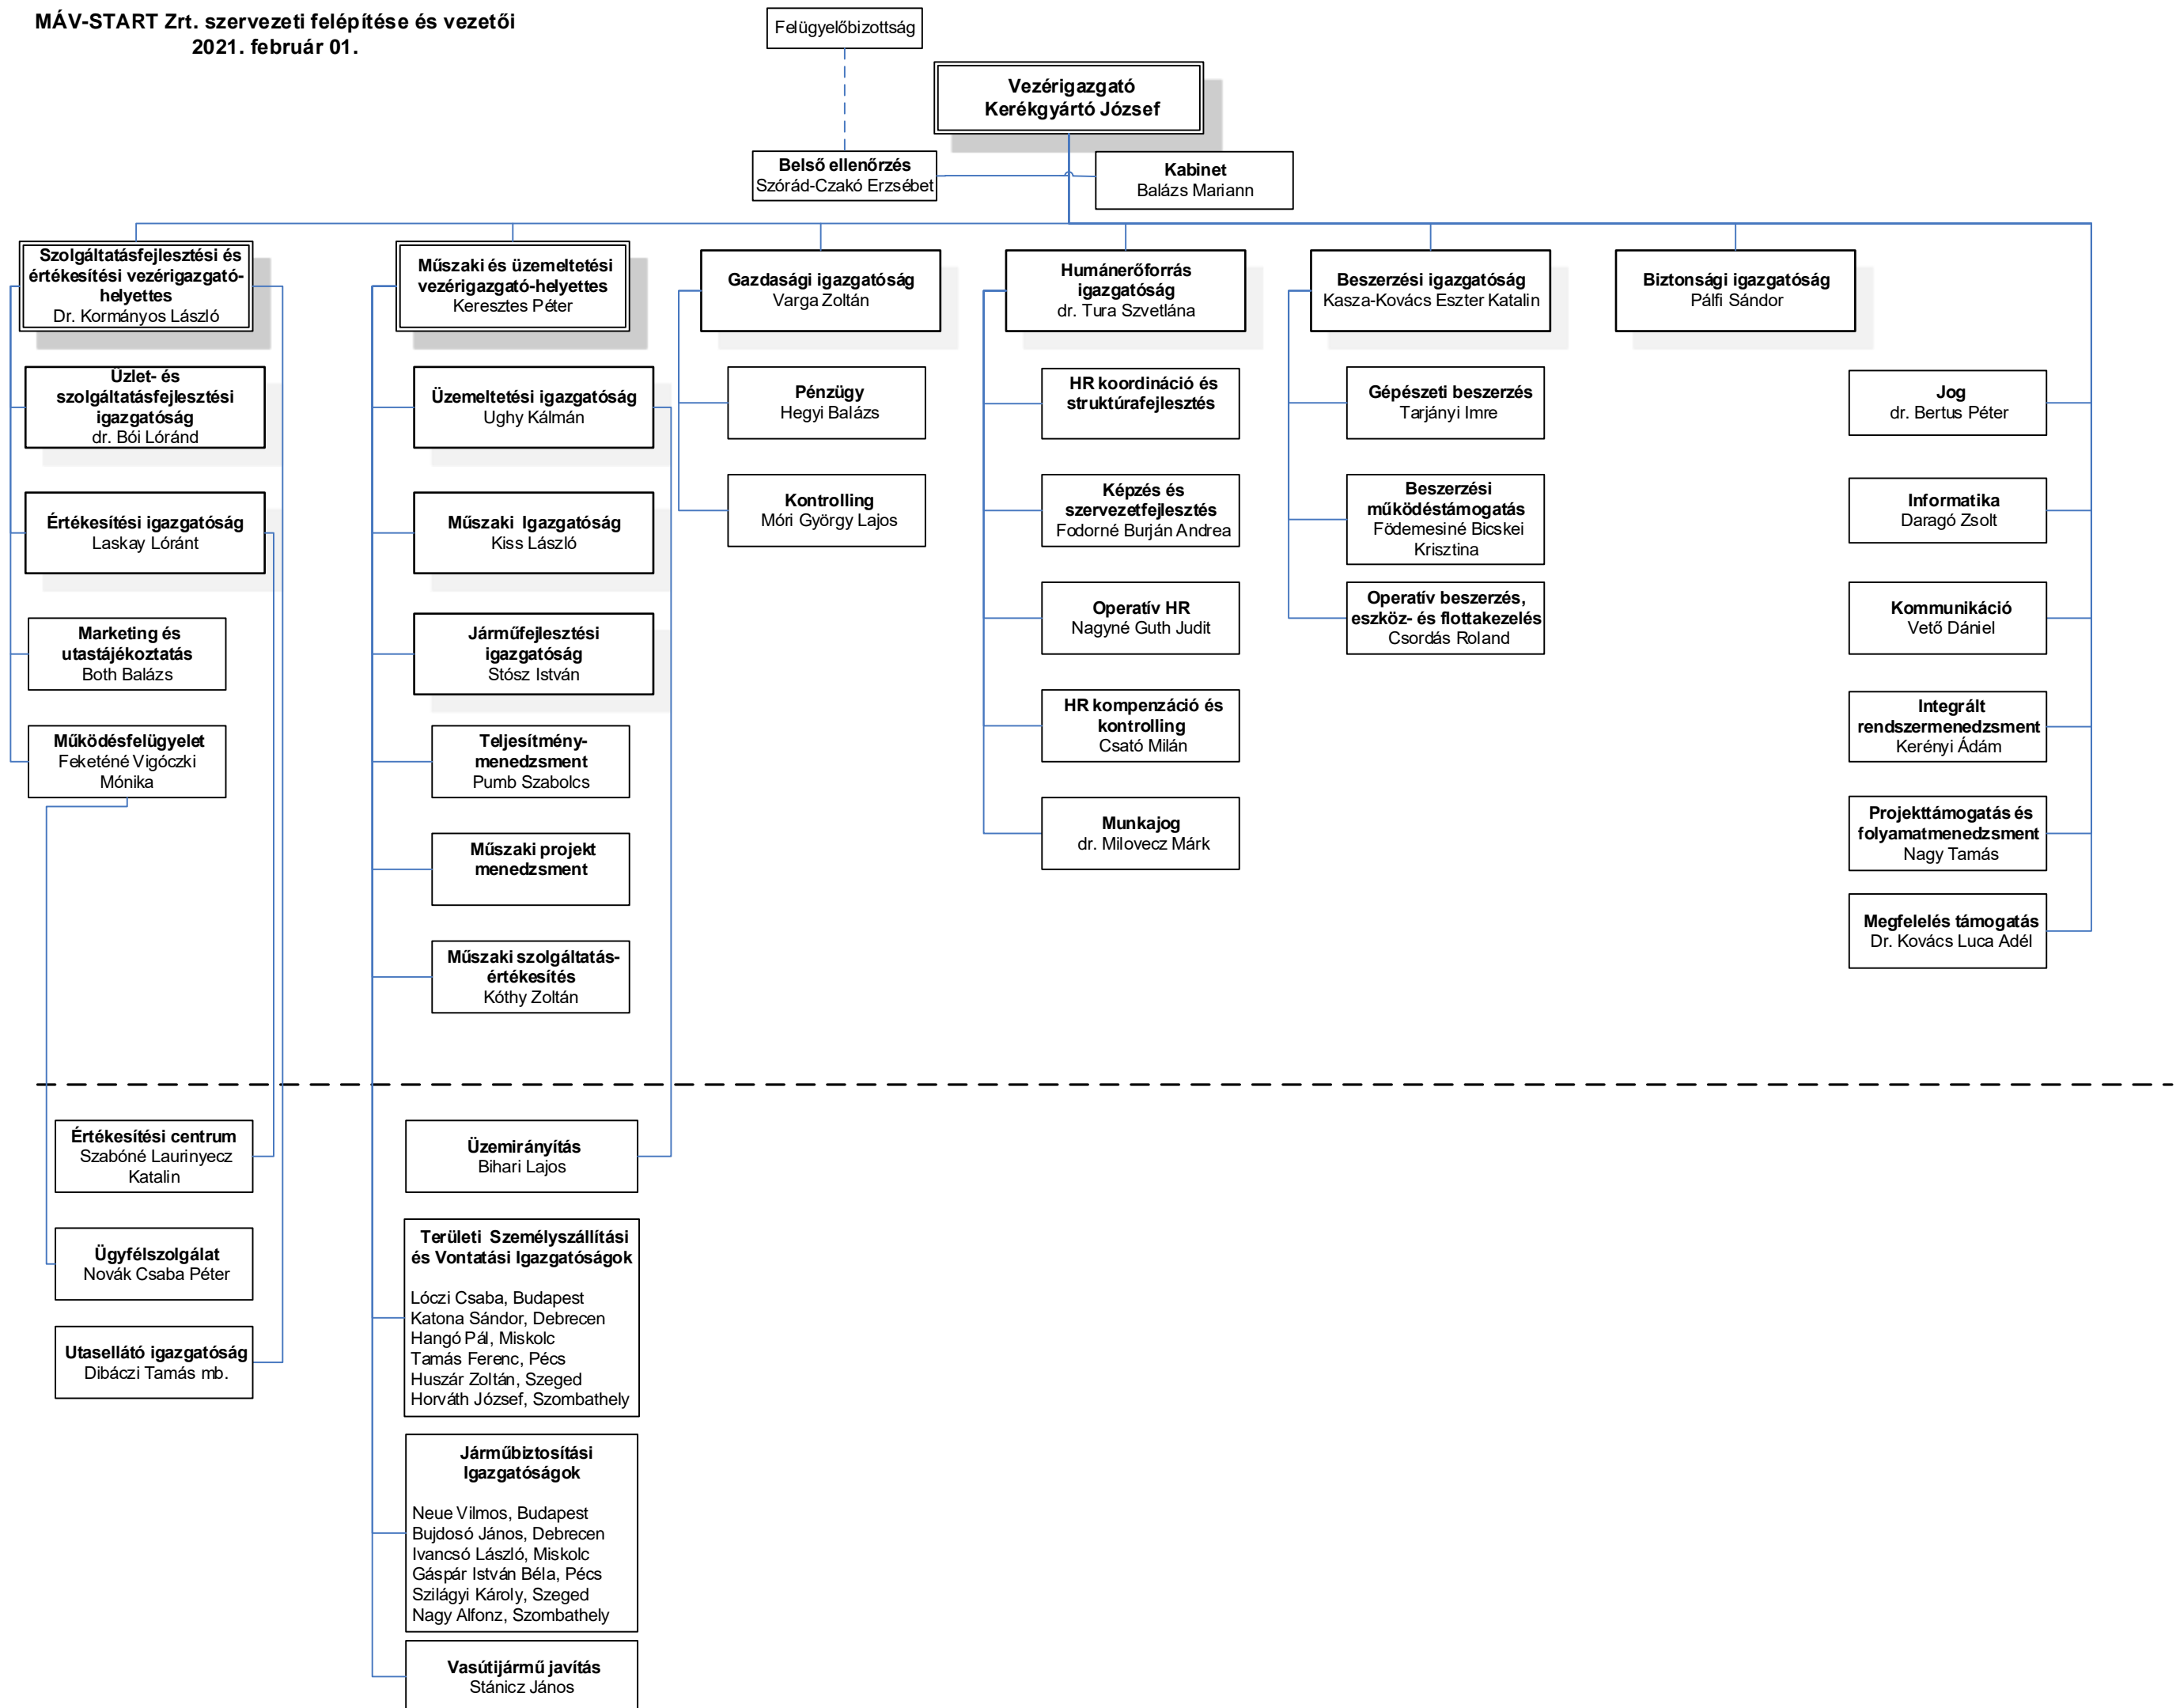 MÁV-START Zrt. szervezeti felépítése és vezetői
2021. február 01.
Felügyelőbizottság
Vezérigazgató
Kerékgyártó József
Belső ellenőrzés
Szórád-Czakó Erzsébet
Kabinet
Balázs Mariann
Szolgáltatásfejlesztési és
értékesítési vezérigazgató-
helyettes
Dr. Kormányos László
Műszaki és üzemeltetési
vezérigazgató-helyettes
Keresztes Péter
Gazdasági igazgatóság
Varga Zoltán
Humánerőforrás
igazgatóság
dr. Tura Szvetlána
Beszerzési igazgatóság
Kasza-Kovács Eszter Katalin
Biztonsági igazgatóság
Pálfi Sándor
Üzlet- és
szolgáltatásfejlesztési
igazgatóság
dr. Bói Lóránd
Értékesítési igazgatóság
Laskay Lóránt
Marketing és
utastájékoztatás
Both Balázs
Működésfelügyelet
Feketéné Vigóczki
Mónika
Üzemeltetési igazgatóság
Ughy Kálmán
Műszaki Igazgatóság
Kiss László
Járműfejlesztési
igazgatóság
Stósz István
Teljesítmény-
menedzsment
Pumb Szabolcs
Műszaki projekt
menedzsment
Műszaki szolgáltatás-
értékesítés
Kóthy Zoltán
Pénzügy
Hegyi Balázs
Kontrolling
Móri György Lajos
HR koordináció és
struktúrafejlesztés
Képzés és
szervezetfejlesztés
Fodorné Burján Andrea
Operatív HR
Nagyné Guth Judit
HR kompenzáció és
kontrolling
Csató Milán
Munkajog
dr. Milovecz Márk
Gépészeti beszerzés
Tarjányi Imre
Beszerzési
működéstámogatás
Födemesiné Bicskei
Krisztina
Operatív beszerzés,
eszköz- és flottakezelés
Csordás Roland
Jog
dr. Bertus Péter
Informatika
Daragó Zsolt
Kommunikáció
Vető Dániel
Integrált
rendszermenedzsment
Kerényi Ádám
Projekttámogatás és
folyamatmenedzsment
Nagy Tamás
Megfelelés támogatás
Dr. Kovács Luca Adél
Értékesítési centrum
Szabóné Laurinyecz
Katalin
Ügyfélszolgálat
Novák Csaba Péter
Utasellátó igazgatóság
Dibáczi Tamás mb.
Üzemirányítás
Bihari Lajos
Területi Személyszállítási
és Vontatási Igazgatóságok
Lóczi Csaba, Budapest
Katona Sándor, Debrecen
Hangó Pál, Miskolc
Tamás Ferenc, Pécs
Huszár Zoltán, Szeged
Horváth József, Szombathely
Járműbiztosítási
Igazgatóságok
Neue Vilmos, Budapest
Bujdosó János, Debrecen
Ivancsó László, Miskolc
Gáspár István Béla, Pécs
Szilágyi Károly, Szeged
Nagy Alfonz, Szombathely
Vasútijármű javítás
Stánicz János